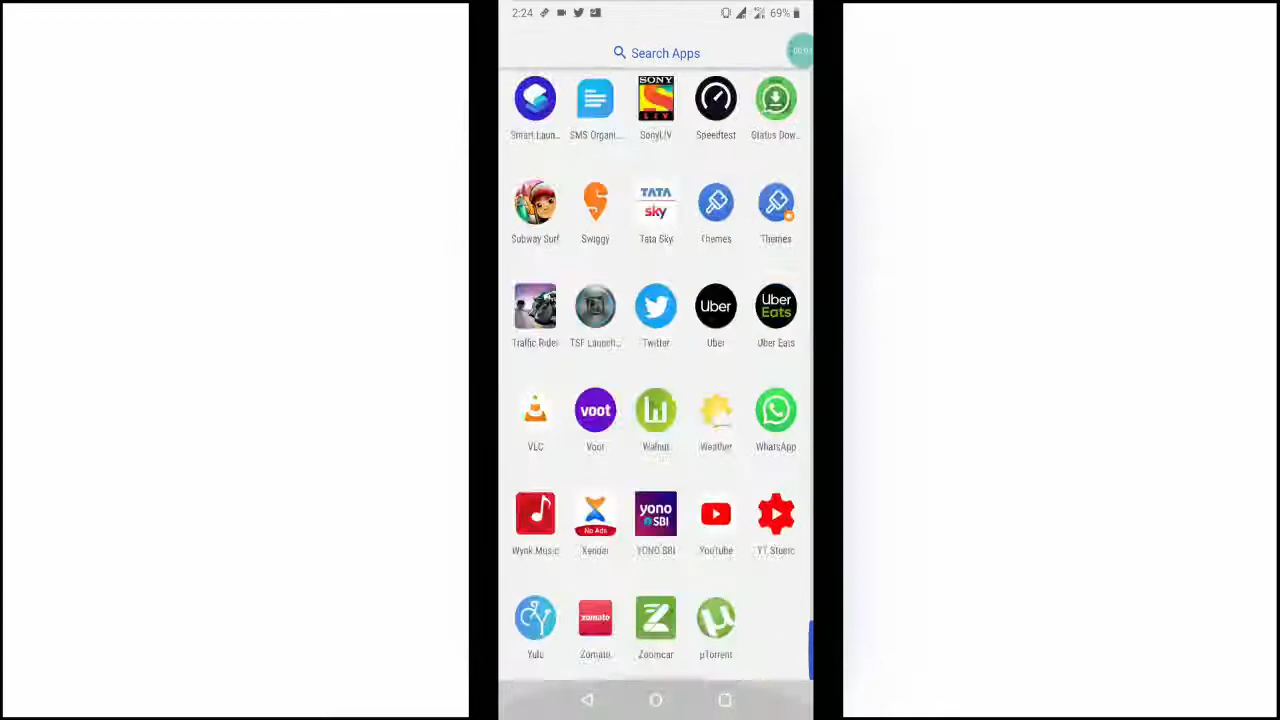 2:24 69%
Search Apps
SONY
LIV
Smart Laun... SMS Organi... SonyLIV Speedtest Status Dow...
TATA
sky
Subway Surf Swiggy Tata Sky Themes Themes
Uber
Uber
Eats
Traffic Rider TSF Launch... Twitter Uber Uber Eats
voot
VLC Voot Walnut Weather WhatsApp
No Ads
yono
SBI
Wynk Music Xender YONO SBI YouTube YT Studio
zomato
Yulu Zomato Zoomcar µTorrent